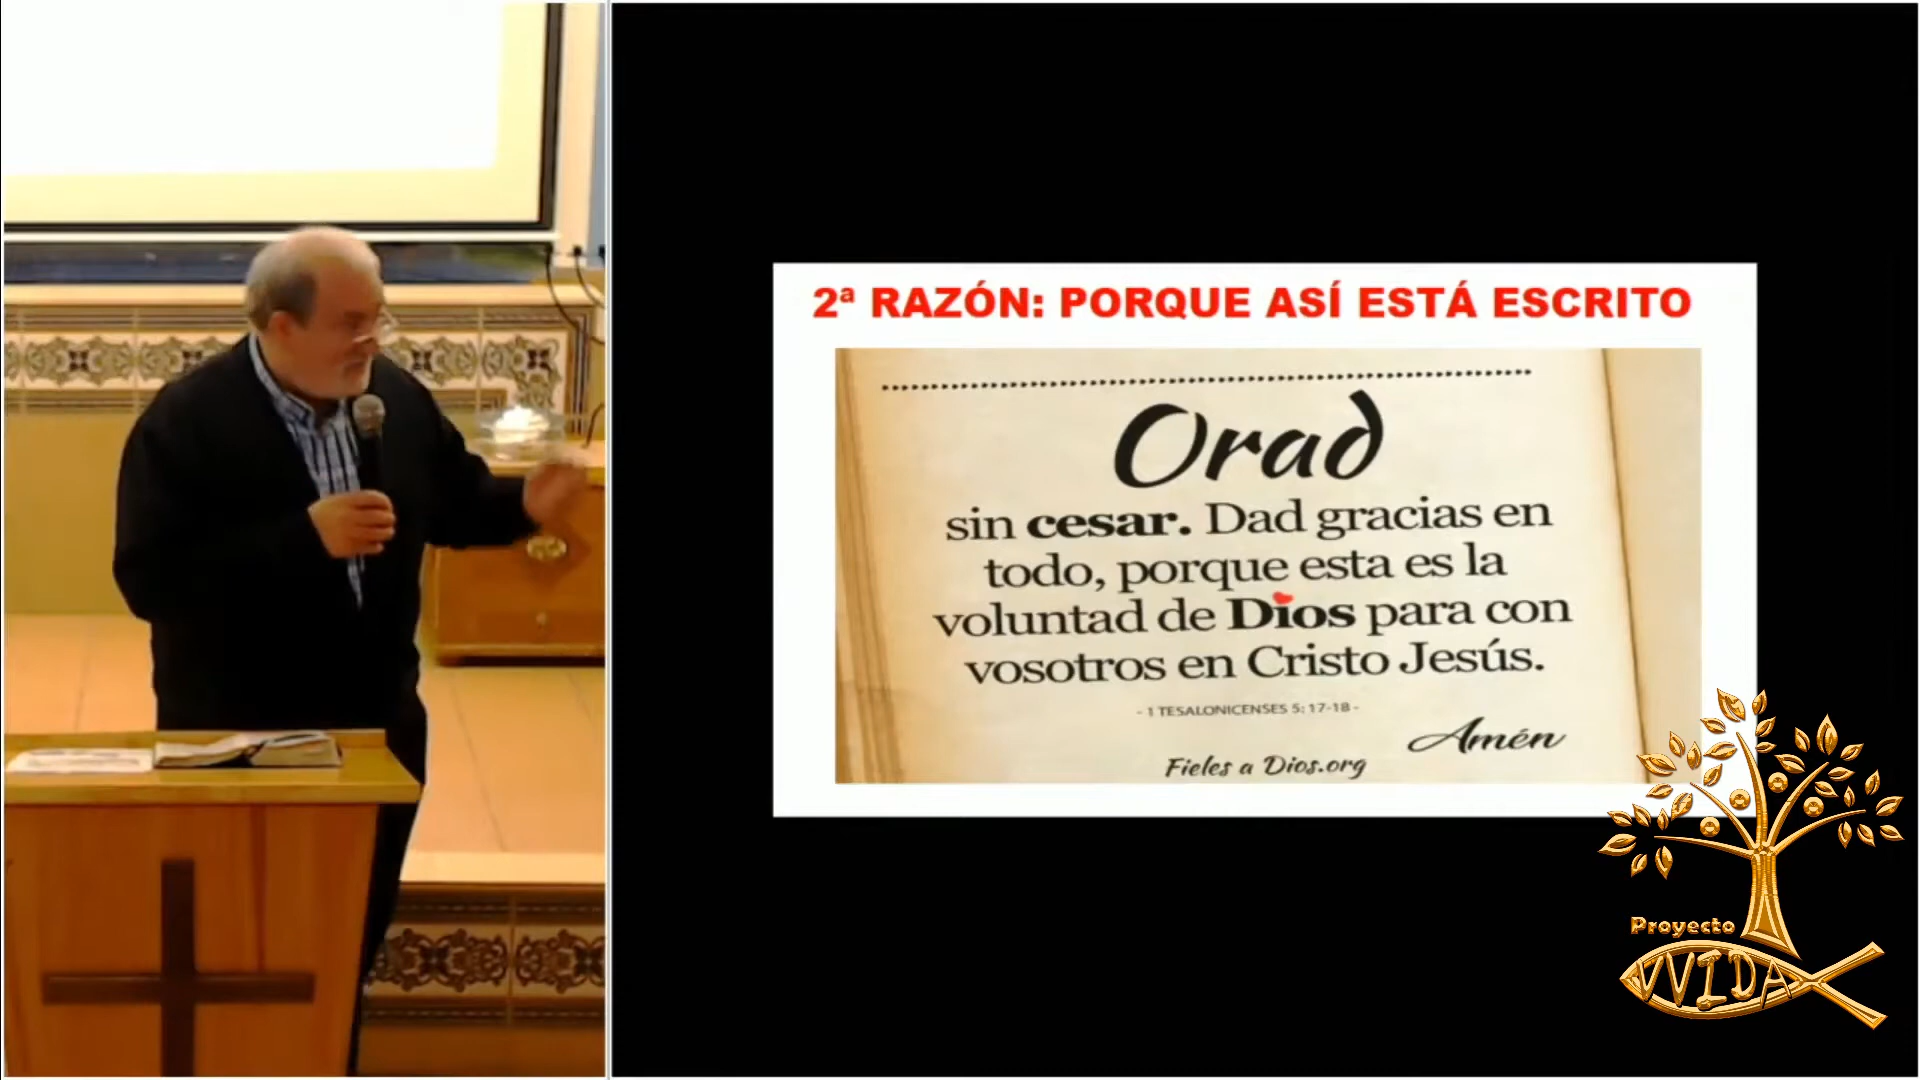 2ª RAZÓN: PORQUE ASÍ ESTÁ ESCRITO
Orad
sin cesar. Dad gracias en
todo, porque esta es la
voluntad de Dios para con
vosotros en Cristo Jesús.
- 1 TESALONICENSES 5: 17-18 -
Amén
Fieles a Dios.org
Proyecto
VVIDA